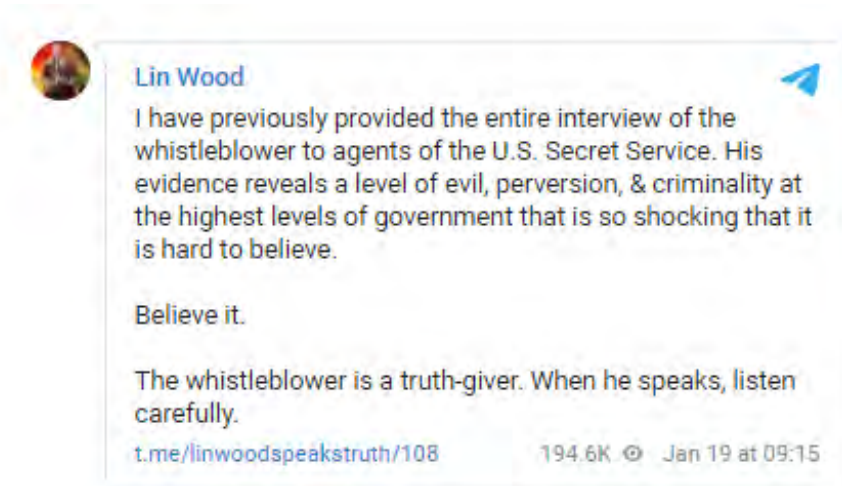 Lin Wood
I have previously provided the entire interview of the
whistleblower to agents of the U.S. Secret Service. His
evidence reveals a level of evil, perversion, & criminality at
the highest levels of government that is so shocking that it
is hard to believe.
Believe it.
The whistleblower is a truth-giver. When he speaks, listen
carefully.
t.me/linwoodspeakstruth/108 194.6K Jan 19 at 09:15